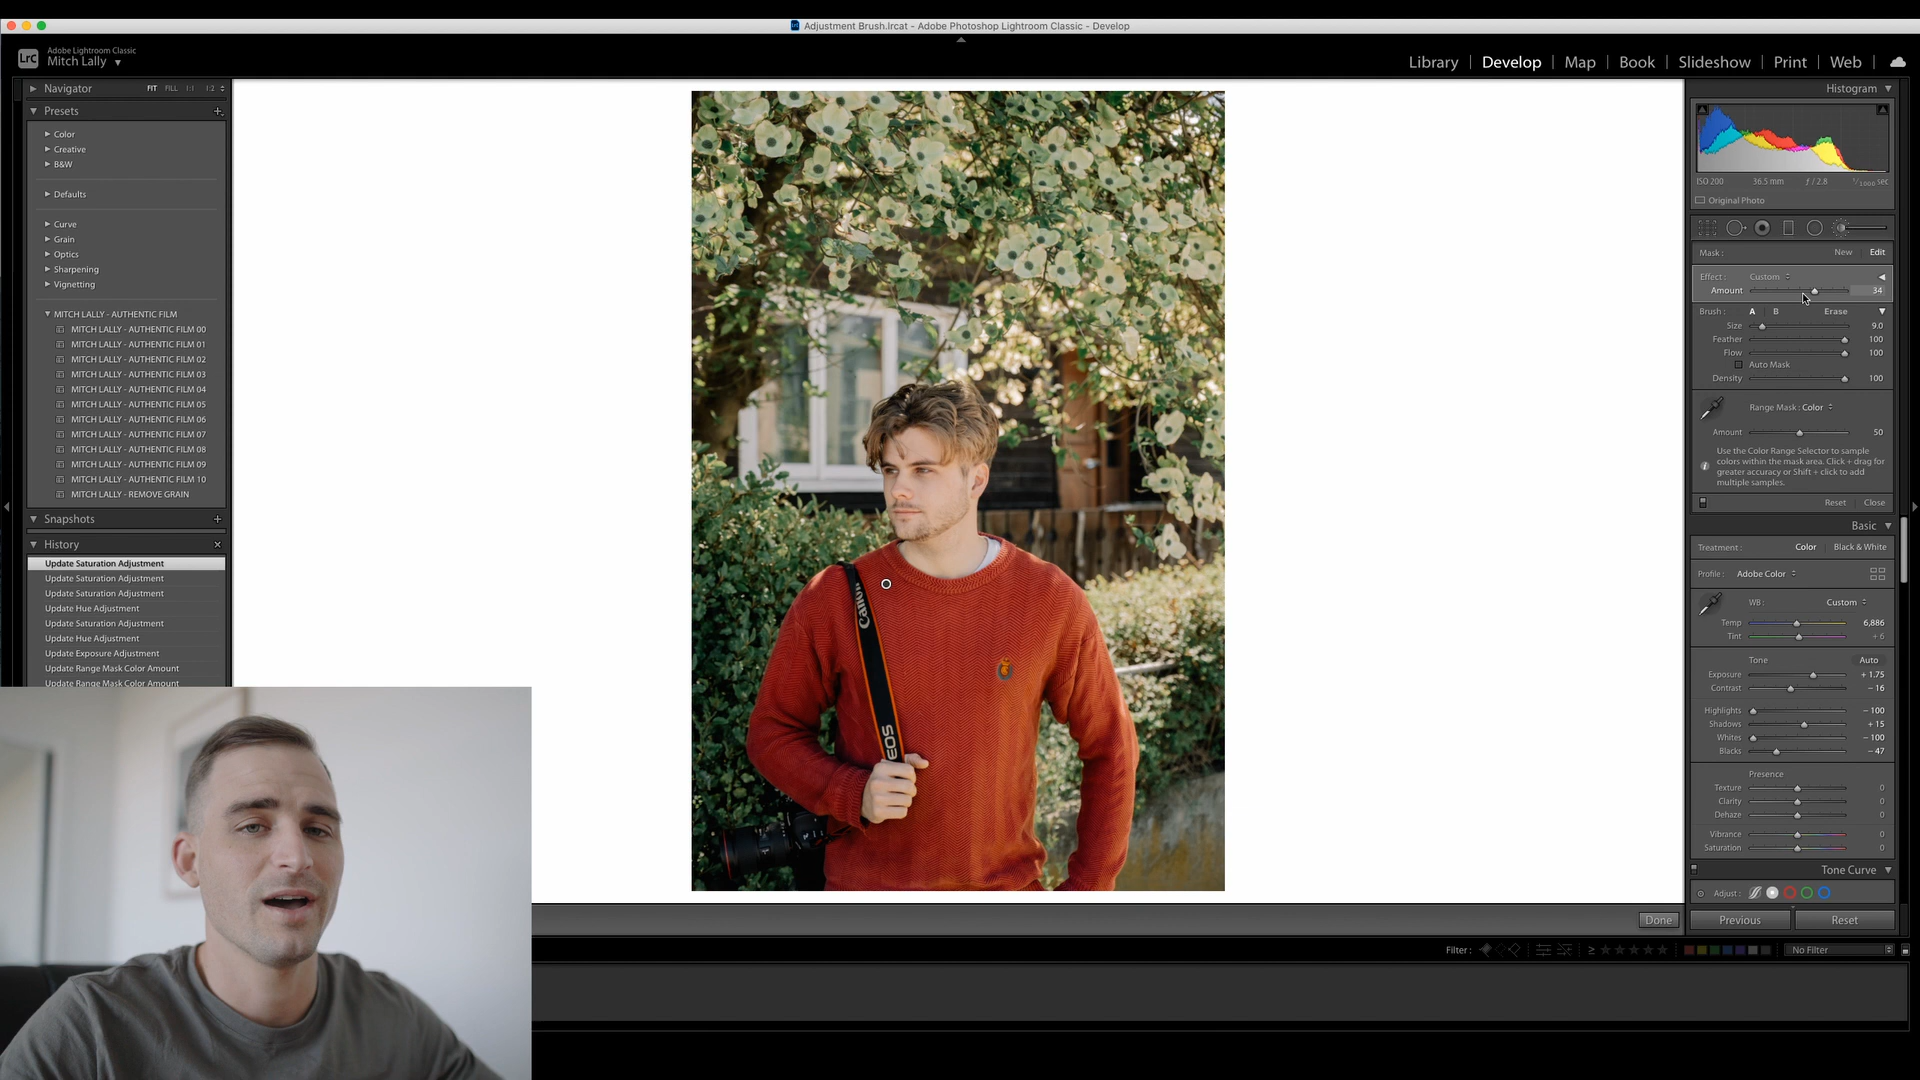 Adjustment Brush.lrcat - Adobe Photoshop Lightroom Classic - Develop
LrC
Adobe Lightroom Classic
Mitch Lally
Library | Develop | Map | Book | Slideshow | Print | Web
Navigator FIT FILL 1:1 1:2
Presets
Color
Creative
B&W
Defaults
Curve
Grain
Optics
Sharpening
Vignetting
MITCH LALLY - AUTHENTIC FILM
MITCH LALLY - AUTHENTIC FILM 00
MITCH LALLY - AUTHENTIC FILM 01
MITCH LALLY - AUTHENTIC FILM 02
MITCH LALLY - AUTHENTIC FILM 03
MITCH LALLY - AUTHENTIC FILM 04
MITCH LALLY - AUTHENTIC FILM 05
MITCH LALLY - AUTHENTIC FILM 06
MITCH LALLY - AUTHENTIC FILM 07
MITCH LALLY - AUTHENTIC FILM 08
MITCH LALLY - AUTHENTIC FILM 09
MITCH LALLY - AUTHENTIC FILM 10
MITCH LALLY - REMOVE GRAIN
Snapshots
History
Update Saturation Adjustment
Update Saturation Adjustment
Update Saturation Adjustment
Update Hue Adjustment
Update Saturation Adjustment
Update Hue Adjustment
Update Exposure Adjustment
Update Range Mask Color Amount
Update Range Mask Color Amount
Canon
EOS
Done
Histogram
ISO 200 36.5 mm ƒ / 2.8 1/1000 sec
Original Photo
Mask : New Edit
Effect : Custom
Amount 34
Brush : A B Erase
Size 9.0
Feather 100
Flow 100
Auto Mask
Density 100
Range Mask : Color
Amount 50
Use the Color Range Selector to sample
colors within the mask area. Click + drag for
greater accuracy or Shift + click to add
multiple samples.
Reset Close
Basic
Treatment : Color | Black & White
Profile : Adobe Color
WB : Custom
Temp 6,886
Tint + 6
Tone Auto
Exposure + 1.75
Contrast – 16
Highlights – 100
Shadows + 15
Whites – 100
Blacks – 47
Presence
Texture 0
Clarity 0
Dehaze 0
Vibrance 0
Saturation 0
Tone Curve
Adjust :
Previous Reset
Filter : ≥ No Filter